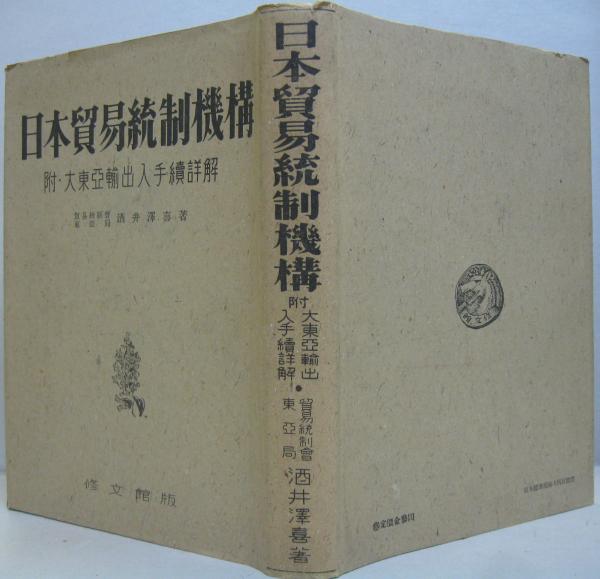 日本貿易統制機構
附・大東亞輸出入手續詳解
貿易統制會
東亞局
酒井澤喜著
修文館版
日本貿易統制機構
附
大東亞輸出
入手續詳解
貿易統制會
東亞局
酒井澤喜著